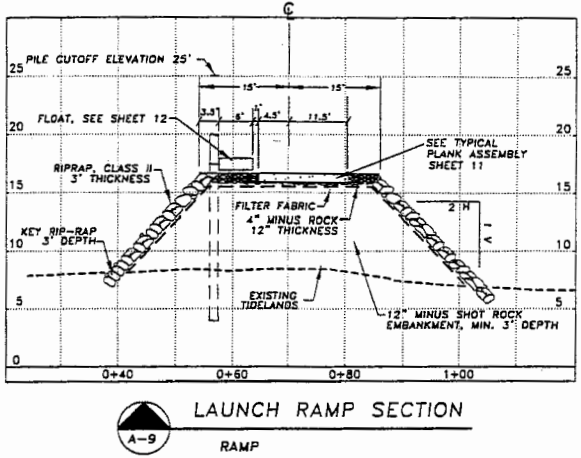 ℄
PILE CUTOFF ELEVATION 25'
25
25
15'
15'
3.5'
6'
1'
4.5'
11.5'
FLOAT, SEE SHEET 12
20
20
SEE TYPICAL
PLANK ASSEMBLY
SHEET 11
RIPRAP, CLASS II
3' THICKNESS
15
15
FILTER FABRIC
4" MINUS ROCK
12" THICKNESS
2 H
1 V
KEY RIP-RAP
3' DEPTH
10
10
EXISTING
TIDELANDS
5
5
12" MINUS SHOT ROCK
EMBANKMENT, MIN. 3' DEPTH
0
0
0+40
0+60
0+80
1+00
A-9
LAUNCH RAMP SECTION
RAMP